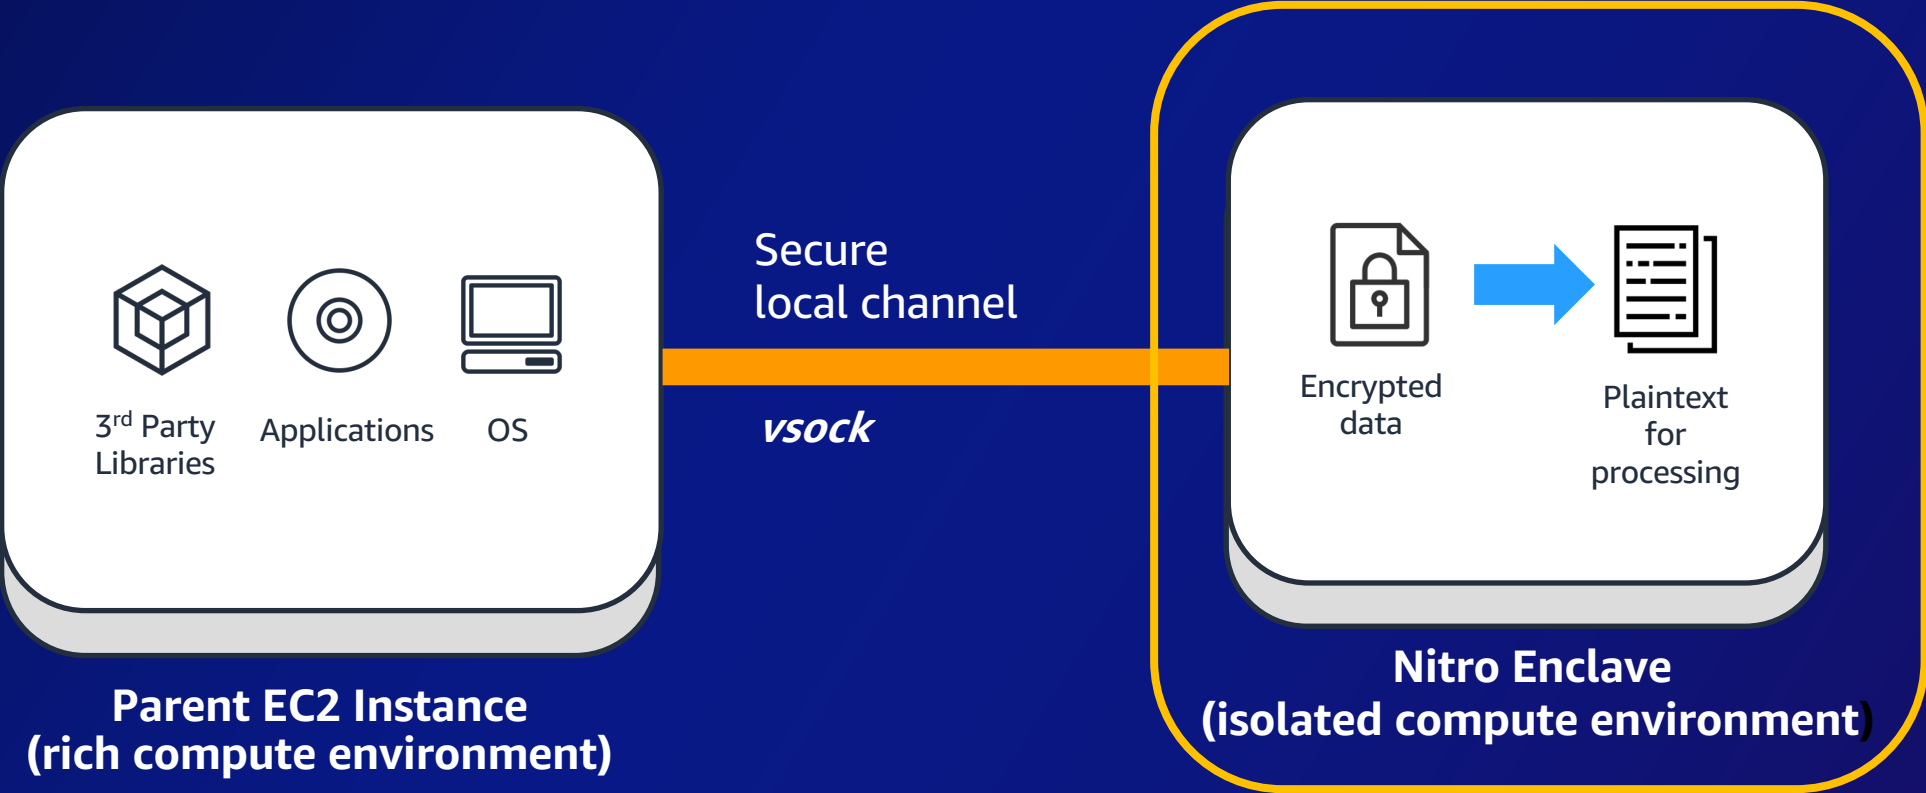 3rd Party
Libraries
Applications
OS
Parent EC2 Instance
(rich compute environment)
Secure
local channel
vsock
Encrypted
data
Plaintext
for
processing
Nitro Enclave
(isolated compute environment)